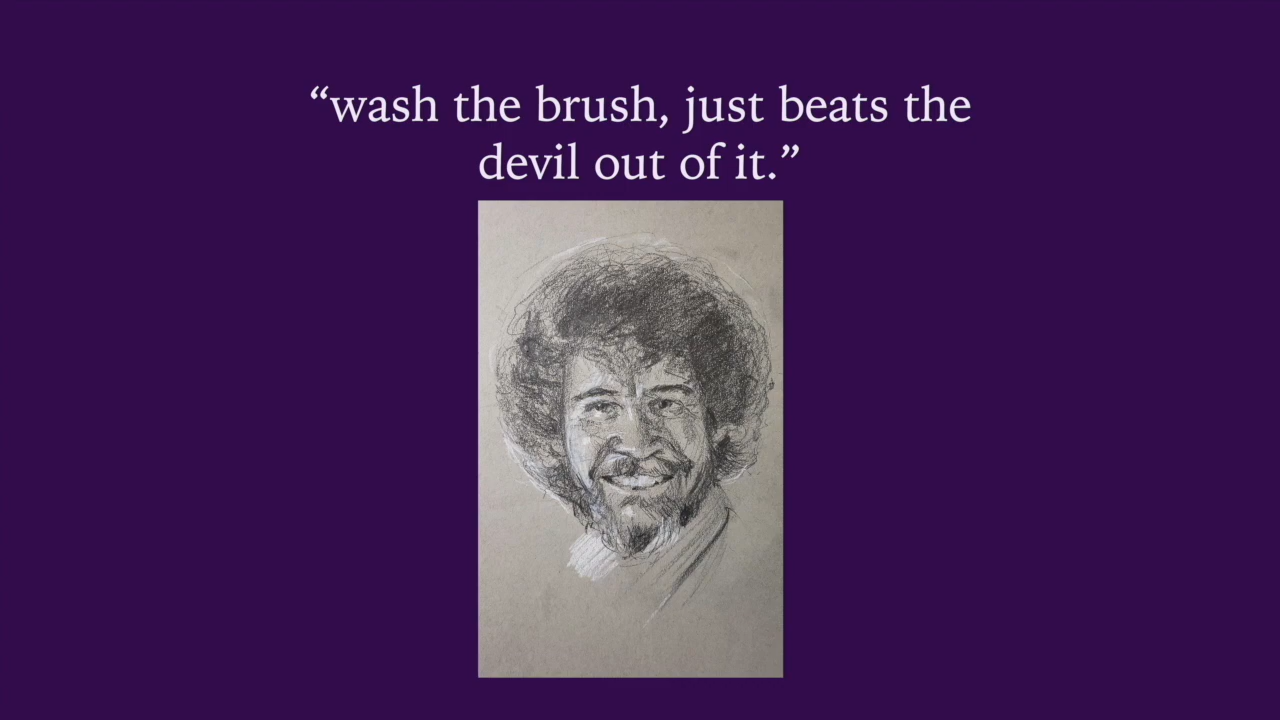 “wash the brush, just beats the
devil out of it.”